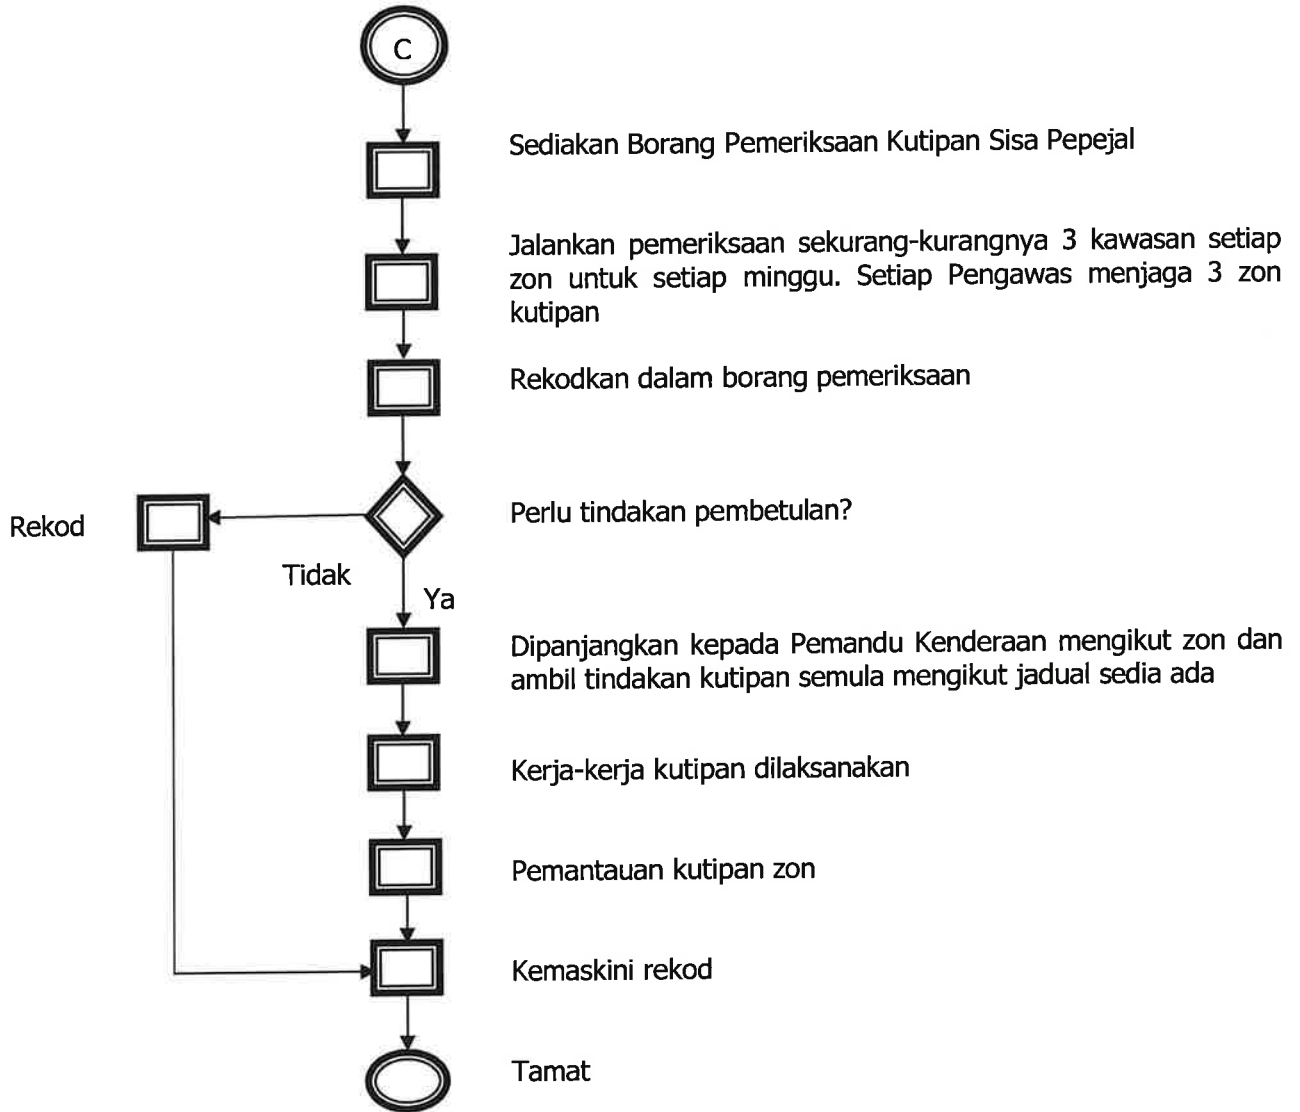 C
Sediakan Borang Pemeriksaan Kutipan Sisa Pepejal
Jalankan pemeriksaan sekurang-kurangnya 3 kawasan setiap
zon untuk setiap minggu. Setiap Pengawas menjaga 3 zon
kutipan
Rekodkan dalam borang pemeriksaan
Perlu tindakan pembetulan?
Rekod
Tidak
Ya
Dipanjangkan kepada Pemandu Kenderaan mengikut zon dan
ambil tindakan kutipan semula mengikut jadual sedia ada
Kerja-kerja kutipan dilaksanakan
Pemantauan kutipan zon
Kemaskini rekod
Tamat